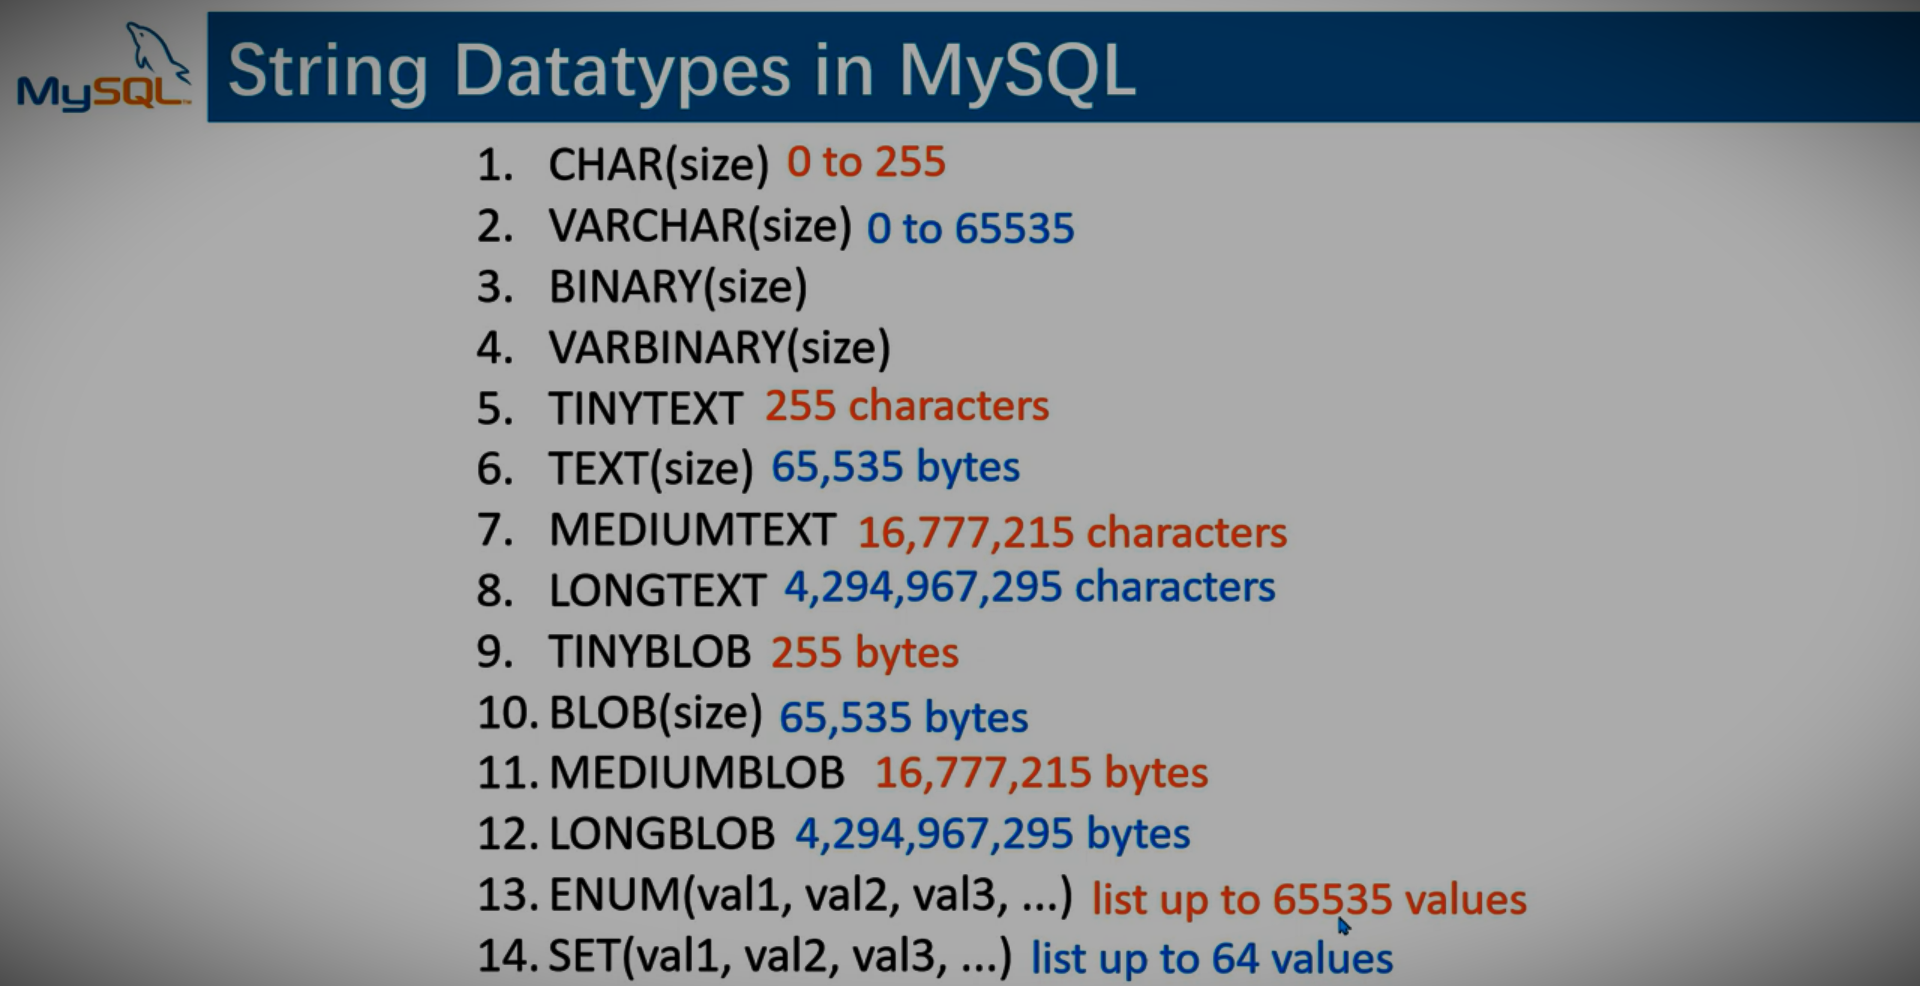 MySQL
String Datatypes in MySQL
1. CHAR(size) 0 to 255
2. VARCHAR(size) 0 to 65535
3. BINARY(size)
4. VARBINARY(size)
5. TINYTEXT 255 characters
6. TEXT(size) 65,535 bytes
7. MEDIUMTEXT 16,777,215 characters
8. LONGTEXT 4,294,967,295 characters
9. TINYBLOB 255 bytes
10. BLOB(size) 65,535 bytes
11. MEDIUMBLOB 16,777,215 bytes
12. LONGBLOB 4,294,967,295 bytes
13. ENUM(val1, val2, val3, ...) list up to 65535 values
14. SET(val1, val2, val3, ...) list up to 64 values